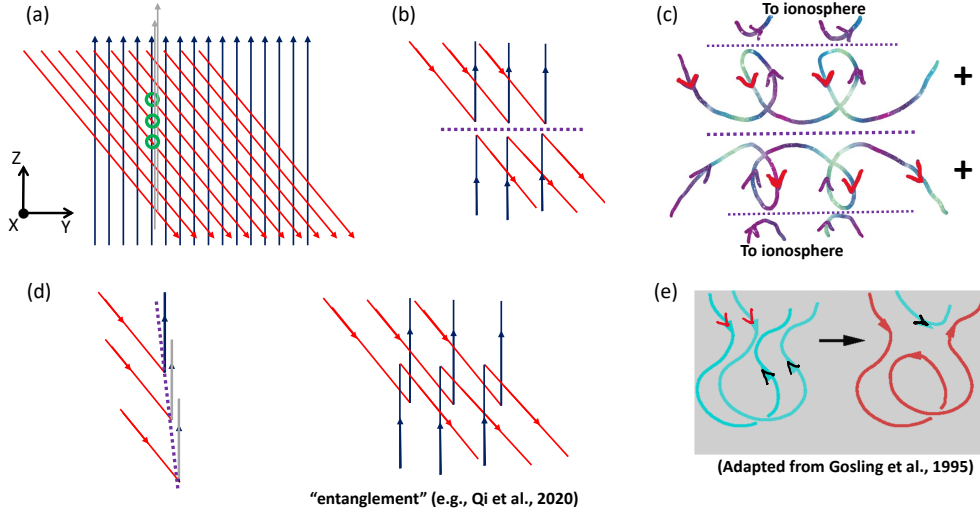 (a)
(b)
(c)
To ionosphere
+
Z
X
Y
+
To ionosphere
(d)
(e)
"entanglement" (e.g., Qi et al., 2020)
(Adapted from Gosling et al., 1995)